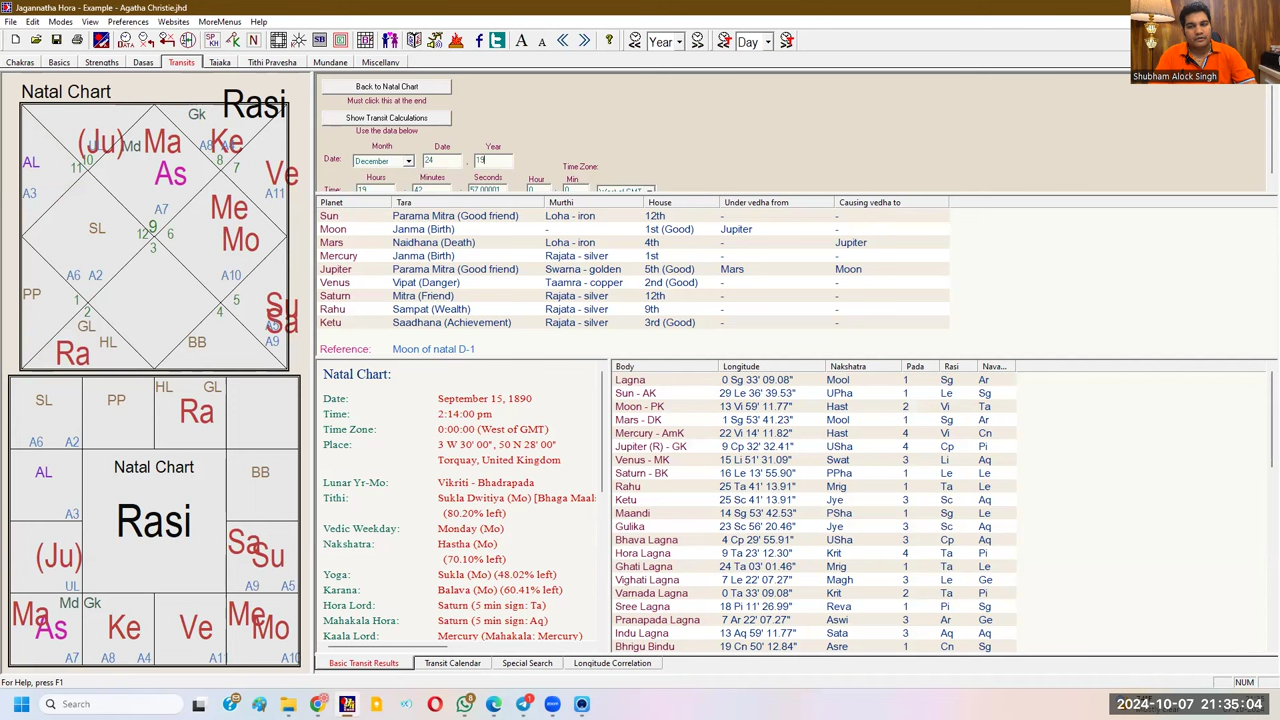 Jagannatha Hora - Example - Agatha Christie.jhd
File Edit Modes View Preferences Websites MoreMenus Help
Year Day
Chakras Basics Strengths Dasas Transits Tajaka Tithi Pravesha Mundane Miscellany
Shubham Alock Singh
Natal Chart
Rasi
Gk
(Ju) Md Ma A8 Ke
UL
11 10 8 7
AL As Ve
A3 A7 A11
Me
SL 9 Mo
12 6
3
A6 A2 A10
PP 1 5 Su
2 4 A5 Sa
GL A9
HL BB
Ra
SL PP HL GL
Ra
A6 A2
AL Natal Chart BB
Rasi
A3
(Ju) Sa Su
UL A9 A5
Ma Md Gk Me
As Ke Ve Mo
A7 A8 A4 A11 A10
Back to Natal Chart
Must click this at the end
Show Transit Calculations
Use the data below
Month Date Year
Date: December 24 , 19
Time Zone:
Hours Minutes Seconds Hour Min
Time: 19 42 57.00001 0 0 West of GMT
Planet Tara Murthi House Under vedha from Causing vedha to
Sun Parama Mitra (Good friend) Loha - iron 12th - -
Moon Janma (Birth) - 1st (Good) Jupiter -
Mars Naidhana (Death) Loha - iron 4th - Jupiter
Mercury Janma (Birth) Rajata - silver 1st - -
Jupiter Parama Mitra (Good friend) Swarna - golden 5th (Good) Mars Moon
Venus Vipat (Danger) Taamra - copper 2nd (Good) - -
Saturn Mitra (Friend) Rajata - silver 12th - -
Rahu Sampat (Wealth) Rajata - silver 9th - -
Ketu Saadhana (Achievement) Rajata - silver 3rd (Good) - -
Reference: Moon of natal D-1
Natal Chart:
Date: September 15, 1890
Time: 2:14:00 pm
Time Zone: 0:00:00 (West of GMT)
Place: 3 W 30' 00", 50 N 28' 00"
Torquay, United Kingdom
Lunar Yr-Mo: Vikriti - Bhadrapada
Tithi: Sukla Dwitiya (Mo) [Bhaga Maal
(80.20% left)
Vedic Weekday: Monday (Mo)
Nakshatra: Hastha (Mo)
(70.10% left)
Yoga: Sukla (Mo) (48.02% left)
Karana: Balava (Mo) (60.41% left)
Hora Lord: Saturn (5 min sign: Ta)
Mahakala Hora: Saturn (5 min sign: Aq)
Kaala Lord: Mercury (Mahakala: Mercury)
Body Longitude Nakshatra Pada Rasi Nava...
Lagna 0 Sg 33' 09.08" Mool 1 Sg Ar
Sun - AK 29 Le 36' 39.53" UPha 1 Le Sg
Moon - PK 13 Vi 59' 11.77" Hast 2 Vi Ta
Mars - DK 1 Sg 53' 41.23" Mool 1 Sg Ar
Mercury - AmK 22 Vi 14' 11.82" Hast 4 Vi Cn
Jupiter (R) - GK 9 Cp 32' 32.41" USha 4 Cp Pi
Venus - MK 15 Li 51' 31.09" Swat 3 Li Aq
Saturn - BK 16 Le 13' 55.90" PPha 1 Le Le
Rahu 25 Ta 41' 13.91" Mrig 1 Ta Le
Ketu 25 Sc 41' 13.91" Jye 3 Sc Aq
Maandi 14 Sg 53' 42.53" PSha 1 Sg Le
Gulika 23 Sc 56' 20.46" Jye 3 Sc Aq
Bhava Lagna 4 Cp 29' 55.91" USha 3 Cp Aq
Hora Lagna 9 Ta 23' 12.30" Krit 4 Ta Pi
Ghati Lagna 24 Ta 03' 01.46" Mrig 1 Ta Le
Vighati Lagna 7 Le 22' 07.27" Magh 3 Le Ge
Varnada Lagna 0 Ta 33' 09.08" Krit 2 Ta Cp
Sree Lagna 18 Pi 11' 26.99" Reva 1 Pi Sg
Pranapada Lagna 7 Ar 22' 07.27" Aswi 3 Ar Ge
Indu Lagna 13 Aq 59' 11.77" Sata 3 Aq Aq
Bhrigu Bindu 19 Cn 50' 12.84" Asre 1 Cn Sg
Basic Transit Results Transit Calendar Special Search Longitude Correlation
For Help, press F1
NUM
Search
2024-10-07 21:35:04